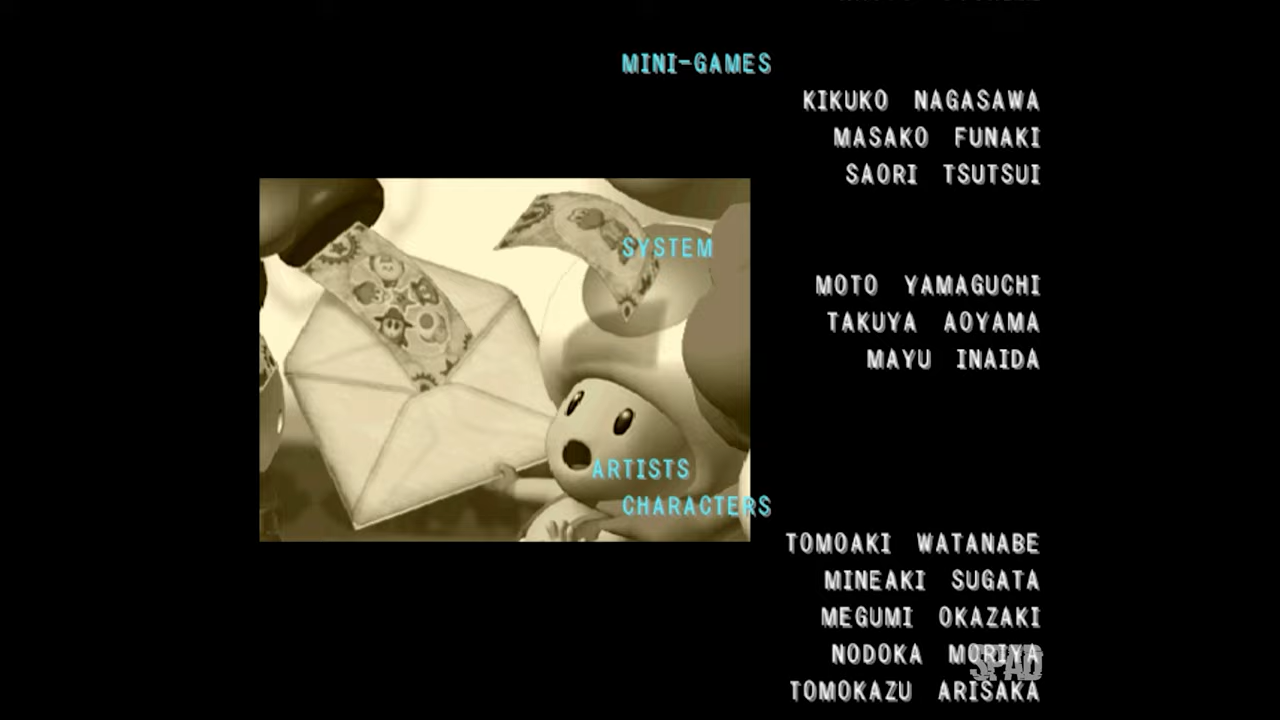 MINI-GAMES
KIKUKO NAGASAWA
MASAKO FUNAKI
SAORI TSUTSUI
SYSTEM
MOTO YAMAGUCHI
TAKUYA AOYAMA
MAYU INAIDA
ARTISTS
CHARACTERS
TOMOAKI WATANABE
MINEAKI SUGATA
MEGUMI OKAZAKI
NODOKA MORIYA
SPAD
TOMOKAZU ARISAKA